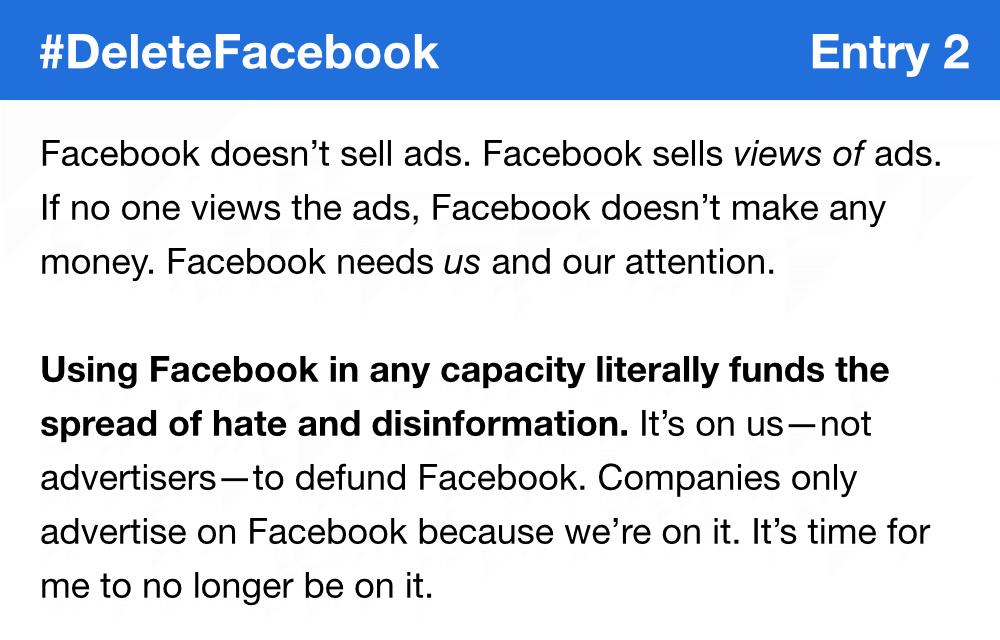 #DeleteFacebook Entry 2
Facebook doesn’t sell ads. Facebook sells views of ads.
If no one views the ads, Facebook doesn’t make any
money. Facebook needs us and our attention.
Using Facebook in any capacity literally funds the
spread of hate and disinformation. It’s on us—not
advertisers—to defund Facebook. Companies only
advertise on Facebook because we’re on it. It’s time for
me to no longer be on it.